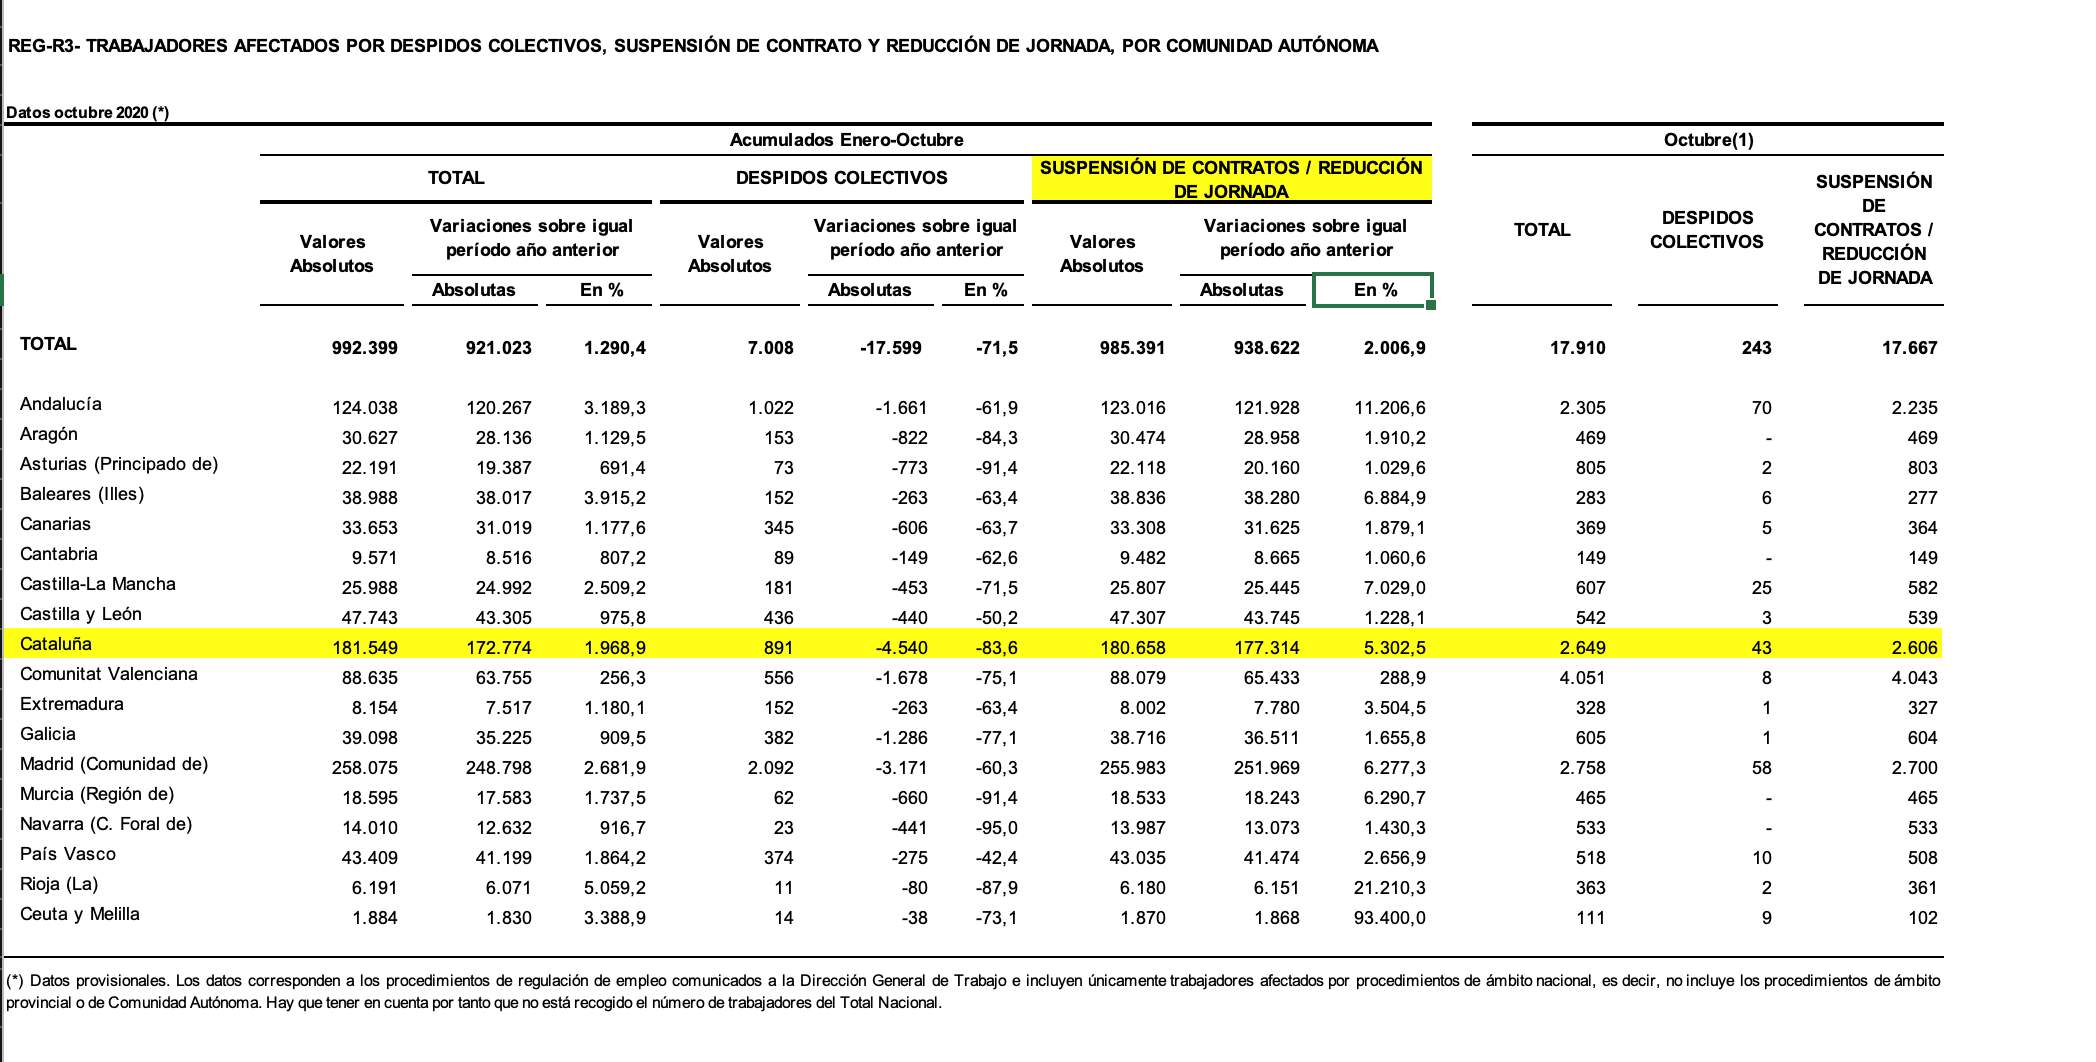 REG-R3- TRABAJADORES AFECTADOS POR DESPIDOS COLECTIVOS, SUSPENSIÓN DE CONTRATO Y REDUCCIÓN DE JORNADA, POR COMUNIDAD AUTÓNOMA
Datos octubre 2020 (*)
Acumulados Enero-Octubre Octubre(1)
TOTAL DESPIDOS COLECTIVOS SUSPENSIÓN DE CONTRATOS / REDUCCIÓN
DE JORNADA
TOTAL DESPIDOS
COLECTIVOS
SUSPENSIÓN
DE
CONTRATOS /
REDUCCIÓN
DE JORNADA
Valores
Absolutos
Variaciones sobre igual
período año anterior
Valores
Absolutos
Variaciones sobre igual
período año anterior
Valores
Absolutos
Variaciones sobre igual
período año anterior
Absolutas En % Absolutas En % Absolutas En %
TOTAL 992.399 921.023 1.290,4 7.008 -17.599 -71,5 985.391 938.622 2.006,9 17.910 243 17.667
Andalucía 124.038 120.267 3.189,3 1.022 -1.661 -61,9 123.016 121.928 11.206,6 2.305 70 2.235
Aragón 30.627 28.136 1.129,5 153 -822 -84,3 30.474 28.958 1.910,2 469 - 469
Asturias (Principado de) 22.191 19.387 691,4 73 -773 -91,4 22.118 20.160 1.029,6 805 2 803
Baleares (Illes) 38.988 38.017 3.915,2 152 -263 -63,4 38.836 38.280 6.884,9 283 6 277
Canarias 33.653 31.019 1.177,6 345 -606 -63,7 33.308 31.625 1.879,1 369 5 364
Cantabria 9.571 8.516 807,2 89 -149 -62,6 9.482 8.665 1.060,6 149 - 149
Castilla-La Mancha 25.988 24.992 2.509,2 181 -453 -71,5 25.807 25.445 7.029,0 607 25 582
Castilla y León 47.743 43.305 975,8 436 -440 -50,2 47.307 43.745 1.228,1 542 3 539
Cataluña 181.549 172.774 1.968,9 891 -4.540 -83,6 180.658 177.314 5.302,5 2.649 43 2.606
Comunitat Valenciana 88.635 63.755 256,3 556 -1.678 -75,1 88.079 65.433 288,9 4.051 8 4.043
Extremadura 8.154 7.517 1.180,1 152 -263 -63,4 8.002 7.780 3.504,5 328 1 327
Galicia 39.098 35.225 909,5 382 -1.286 -77,1 38.716 36.511 1.655,8 605 1 604
Madrid (Comunidad de) 258.075 248.798 2.681,9 2.092 -3.171 -60,3 255.983 251.969 6.277,3 2.758 58 2.700
Murcia (Región de) 18.595 17.583 1.737,5 62 -660 -91,4 18.533 18.243 6.290,7 465 - 465
Navarra (C. Foral de) 14.010 12.632 916,7 23 -441 -95,0 13.987 13.073 1.430,3 533 - 533
País Vasco 43.409 41.199 1.864,2 374 -275 -42,4 43.035 41.474 2.656,9 518 10 508
Rioja (La) 6.191 6.071 5.059,2 11 -80 -87,9 6.180 6.151 21.210,3 363 2 361
Ceuta y Melilla 1.884 1.830 3.388,9 14 -38 -73,1 1.870 1.868 93.400,0 111 9 102
(*) Datos provisionales. Los datos corresponden a los procedimientos de regulación de empleo comunicados a la Dirección General de Trabajo e incluyen únicamente trabajadores afectados por procedimientos de ámbito nacional, es decir, no incluye los procedimientos de ámbito
provincial o de Comunidad Autónoma. Hay que tener en cuenta por tanto que no está recogido el número de trabajadores del Total Nacional.